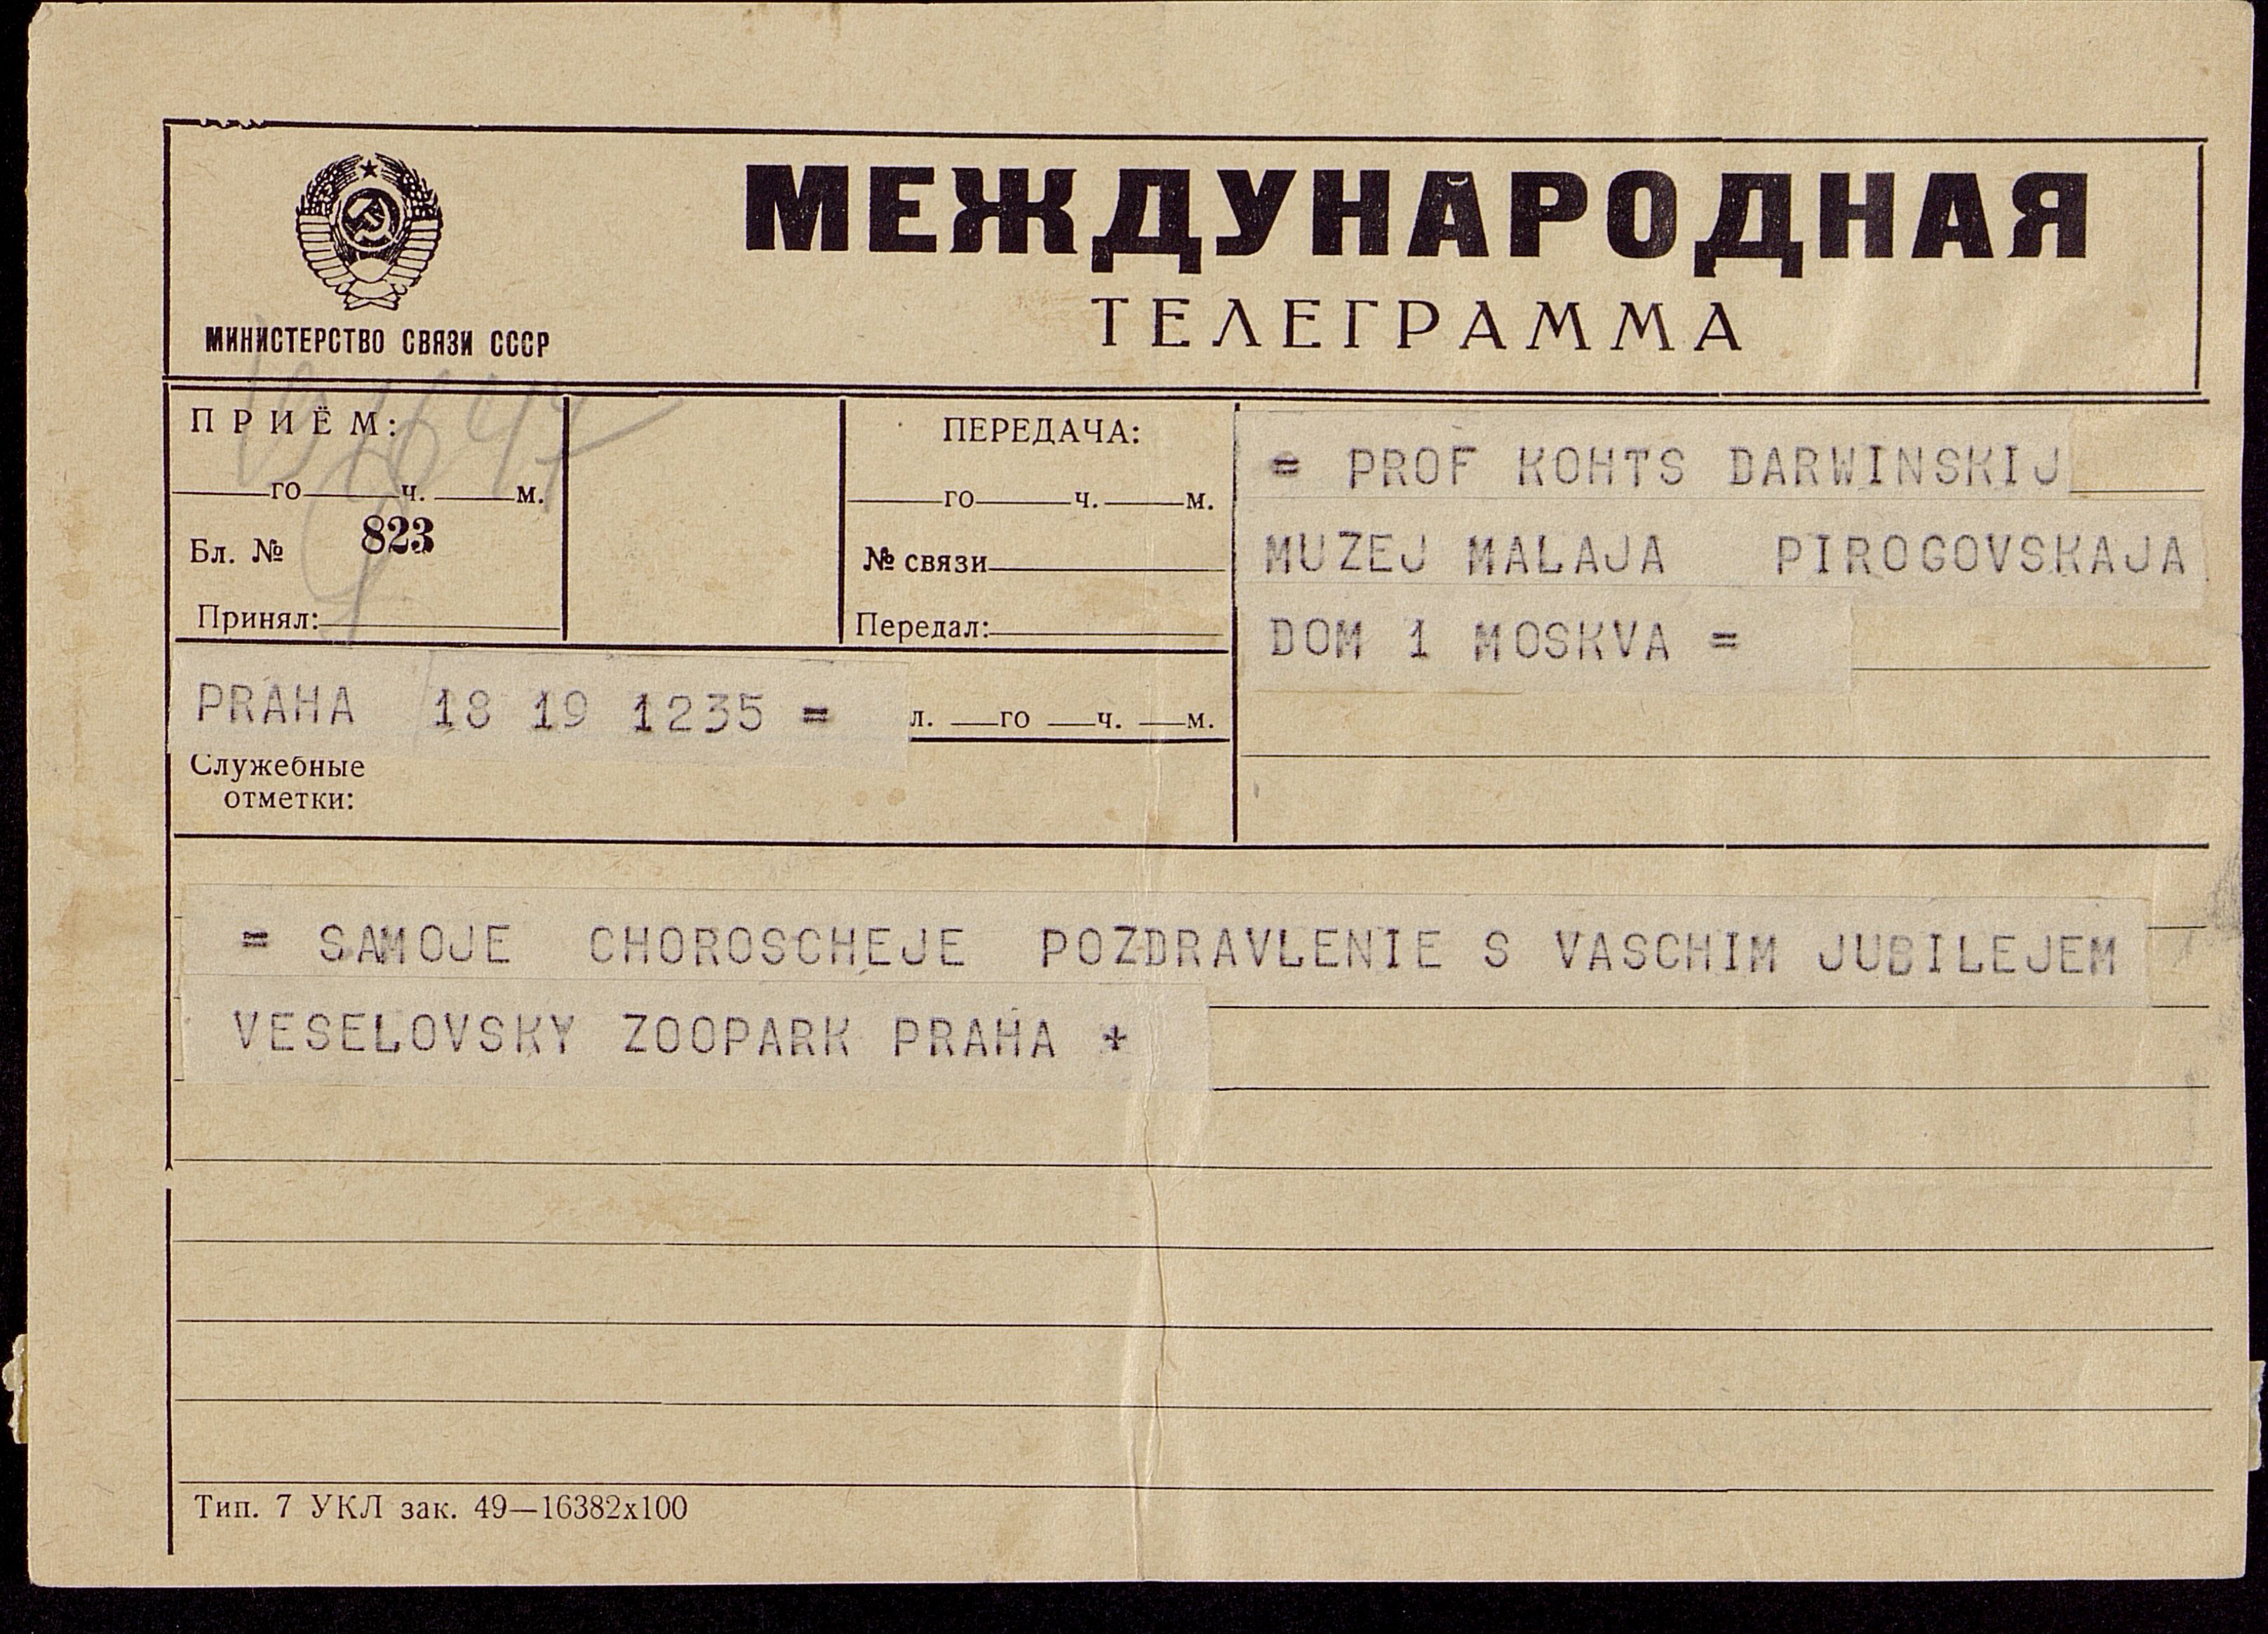 МЕЖДУНАРОДНАЯ
ТЕЛЕГРАММА
МИНИСТЕРСТВО СВЯЗИ СССР
ПРИЁМ:
го ч. м.
Бл. № 823
Принял:
ПЕРЕДАЧА:
го ч. м.
№ связи
Передал:
= PROF KOHTS DARWINSKIJ
MUZEJ MALAJA PIROGOVSKAJA
DOM 1 MOSKVA =
PRAHA 18 19 1235 =
л. го ч. м.
Служебные
отметки:
= SAMOJE CHOROSCHEJE POZDRAVLENIE S VASCHIM JUBILEJEM
VESELOVSKY ZOOPARK PRAHA +
Тип. 7 УКЛ зак. 49—16382х100